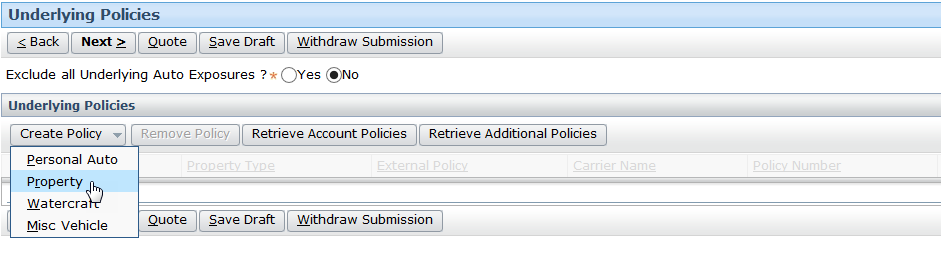 Underlying Policies
< Back Next > Quote Save Draft Withdraw Submission
Exclude all Underlying Auto Exposures ? * Yes No
Underlying Policies
Create Policy Remove Policy Retrieve Account Policies Retrieve Additional Policies
Personal Auto
Property Type External Policy Carrier Name Policy Number
Property
Watercraft
Misc Vehicle
Quote Save Draft Withdraw Submission